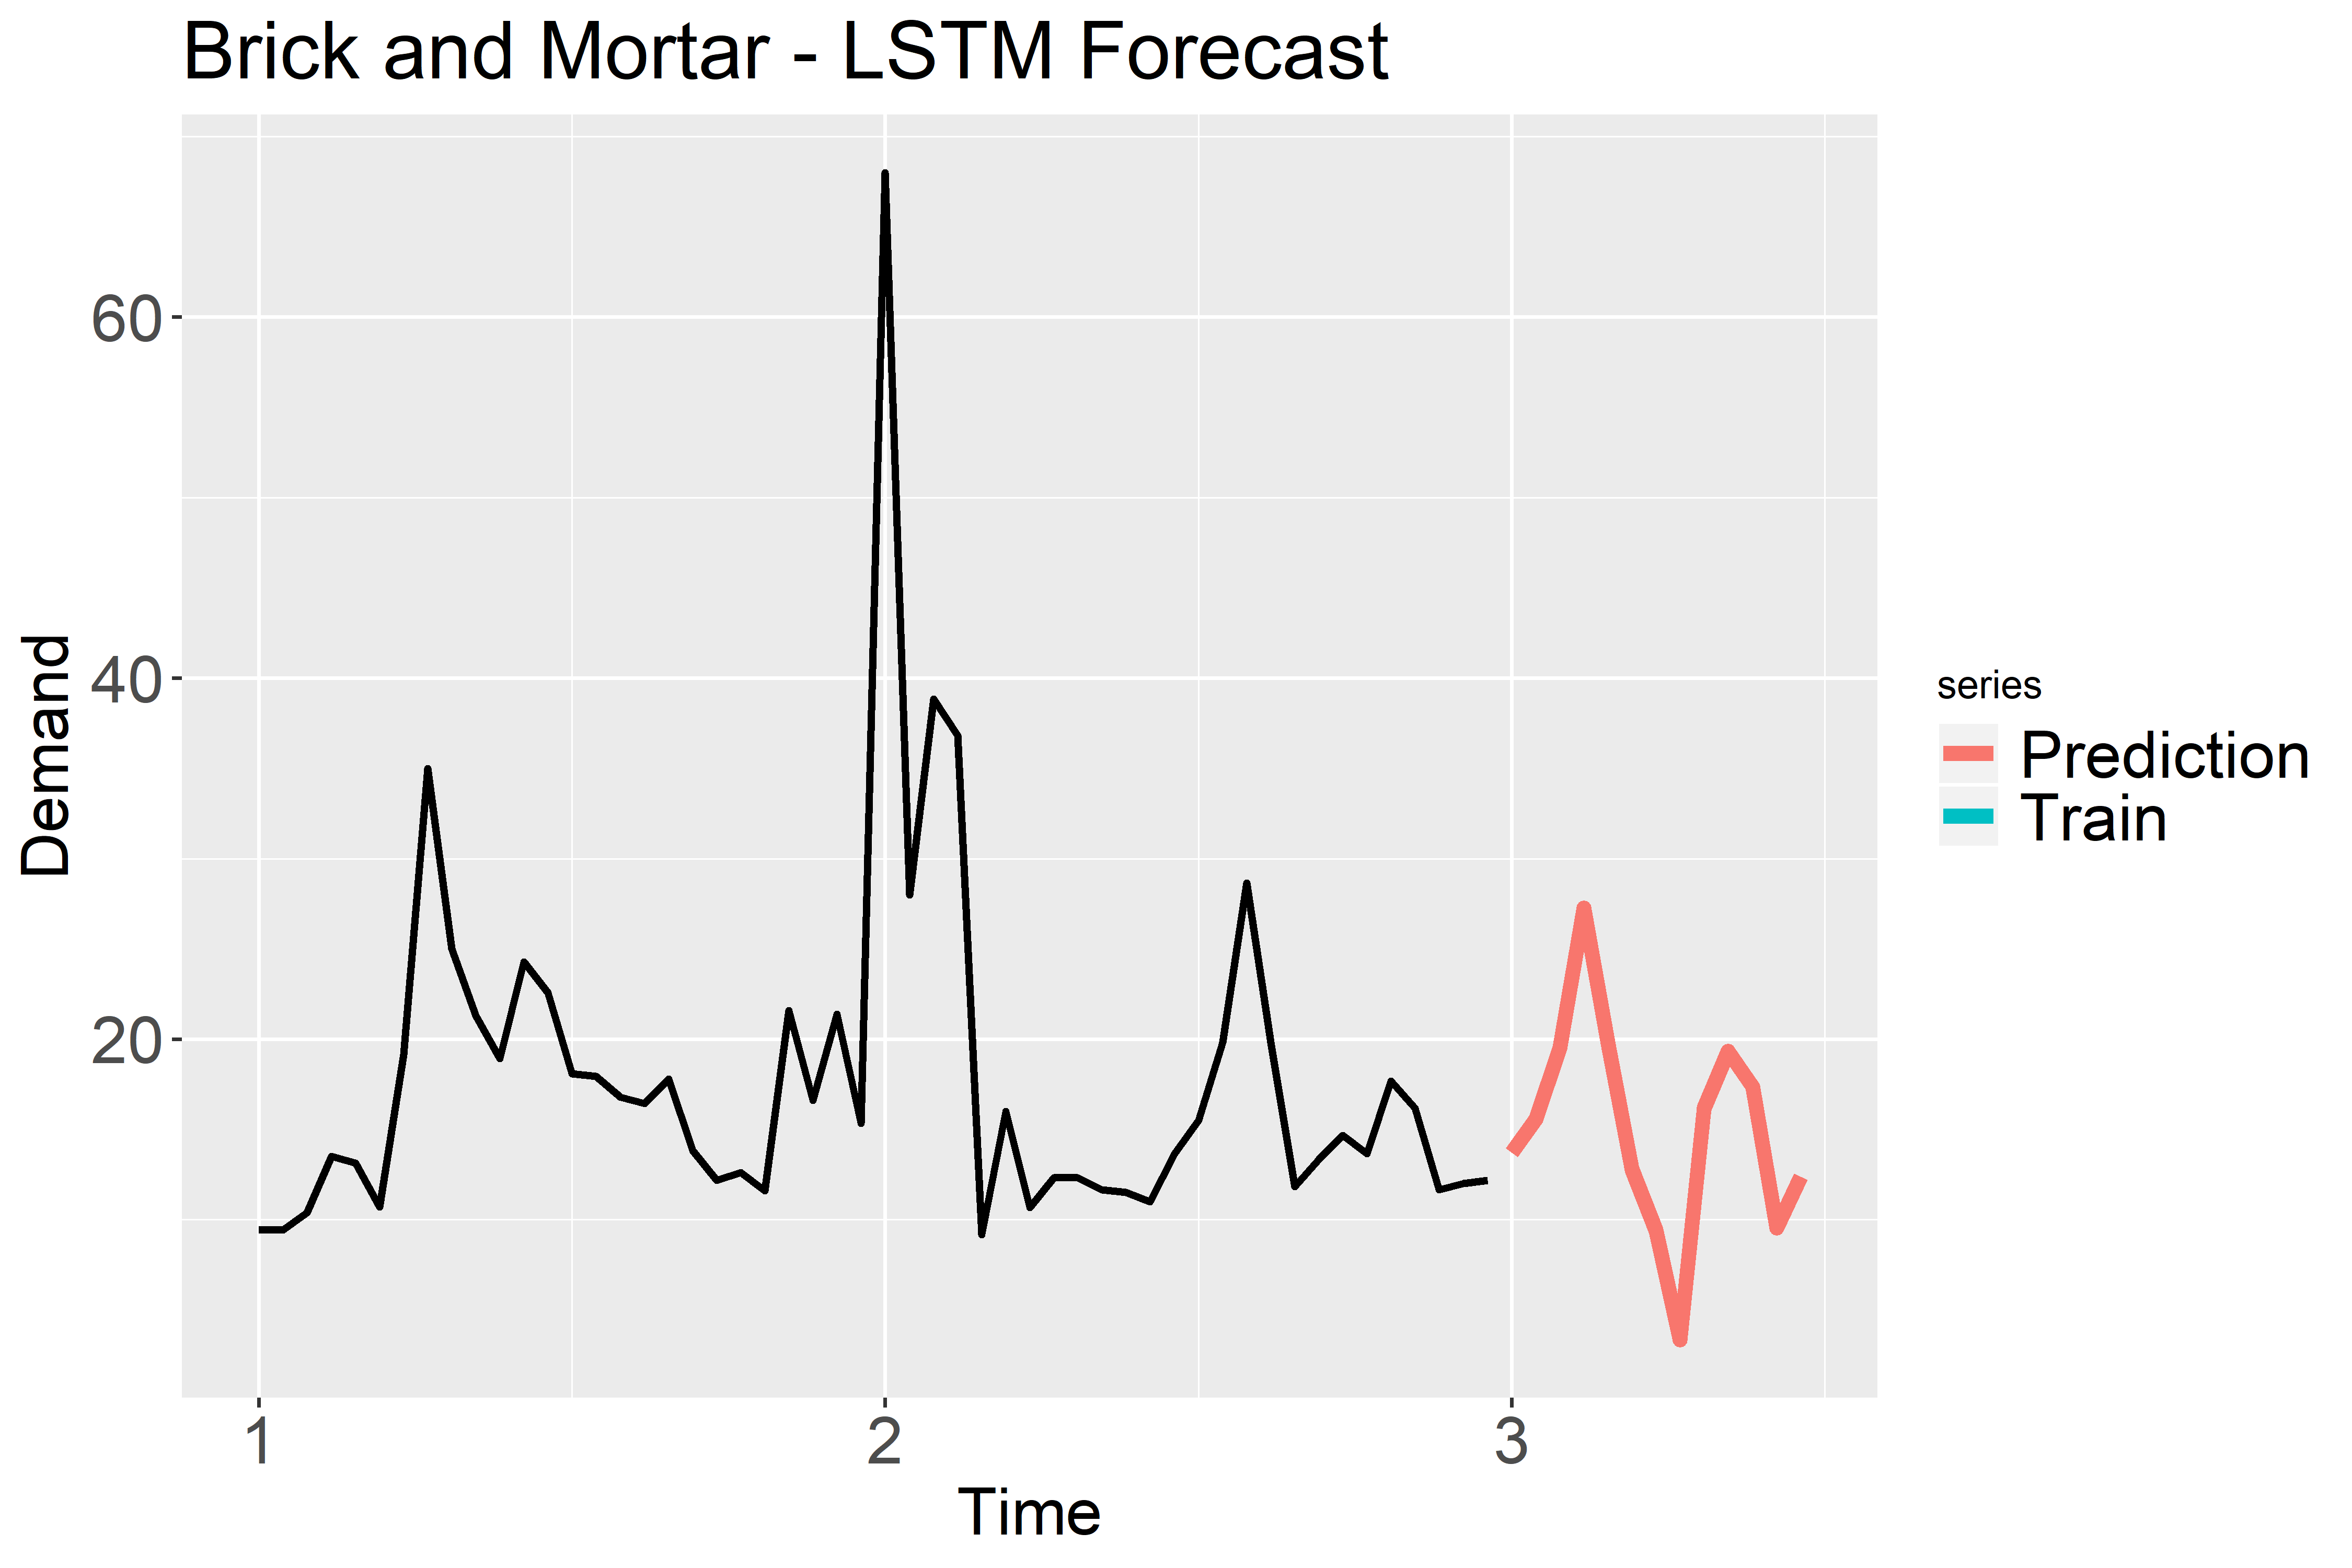 Brick and Mortar - LSTM Forecast
60
40
20
Demand
1 2 3
Time
series
Prediction
Train